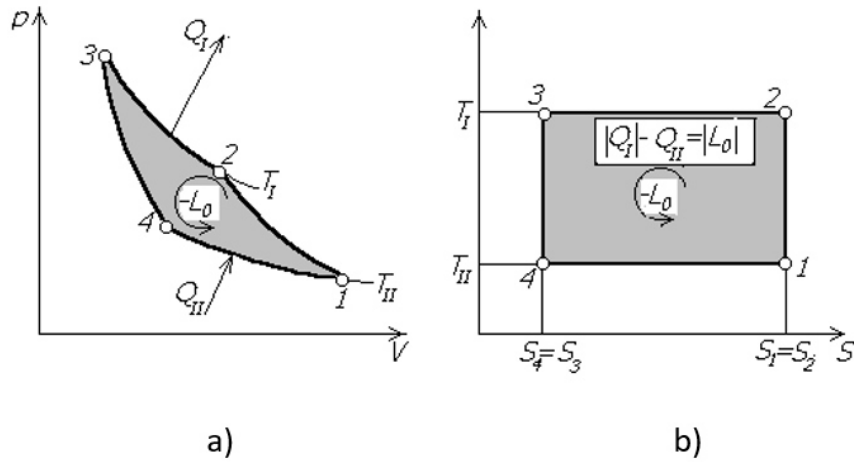 p
3
Q_I
2
T_I
-L_0
4
Q_II
1
T_II
V
a)
T_I
3
2
|Q_I| - Q_II = |L_0|
-L_0
T_II
4
1
S_4=S_3
S_1=S_2
S
b)